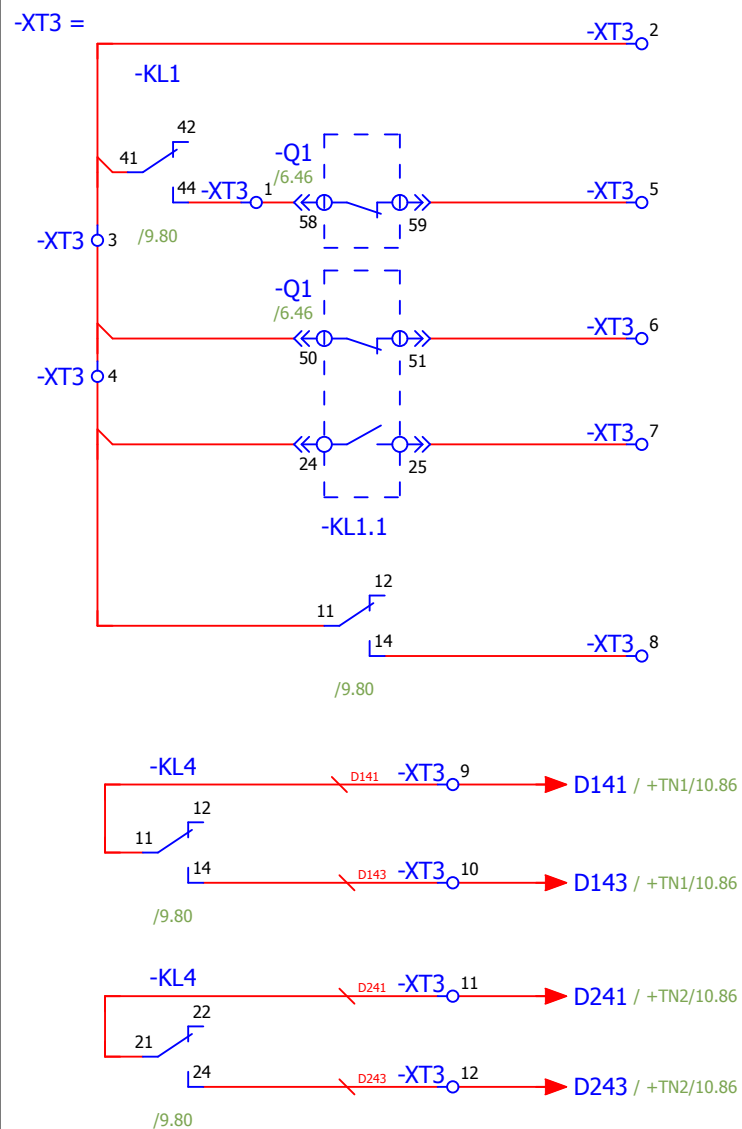 -XT3 =
-XT3 2
-KL1
42
41
-Q1
/6.46
44 -XT3 1
58
59
-XT3 5
-XT3 3
/9.80
-Q1
/6.46
50
51
-XT3 6
-XT3 4
24
25
-XT3 7
-KL1.1
12
11
14
-XT3 8
/9.80
-KL4
D141 -XT3 9
D141 / +TN1/10.86
12
11
14
D143 -XT3 10
D143 / +TN1/10.86
/9.80
-KL4
D241 -XT3 11
D241 / +TN2/10.86
22
21
24
D243 -XT3 12
D243 / +TN2/10.86
/9.80